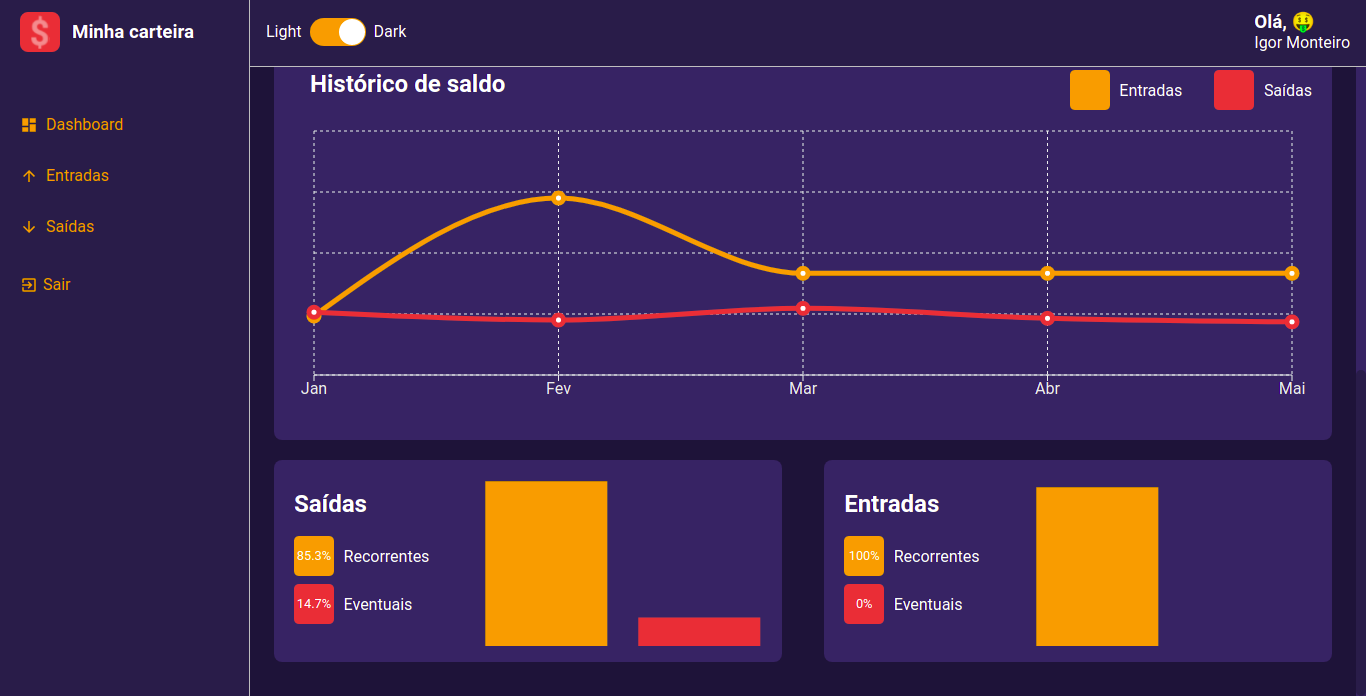 $ Minha carteira
Dashboard
Entradas
Saídas
Sair
Light Dark
Olá, 🤑
Igor Monteiro
Histórico de saldo
Entradas Saídas
Jan Fev Mar Abr Mai
Saídas
85.3% Recorrentes
14.7% Eventuais
Entradas
100% Recorrentes
0% Eventuais